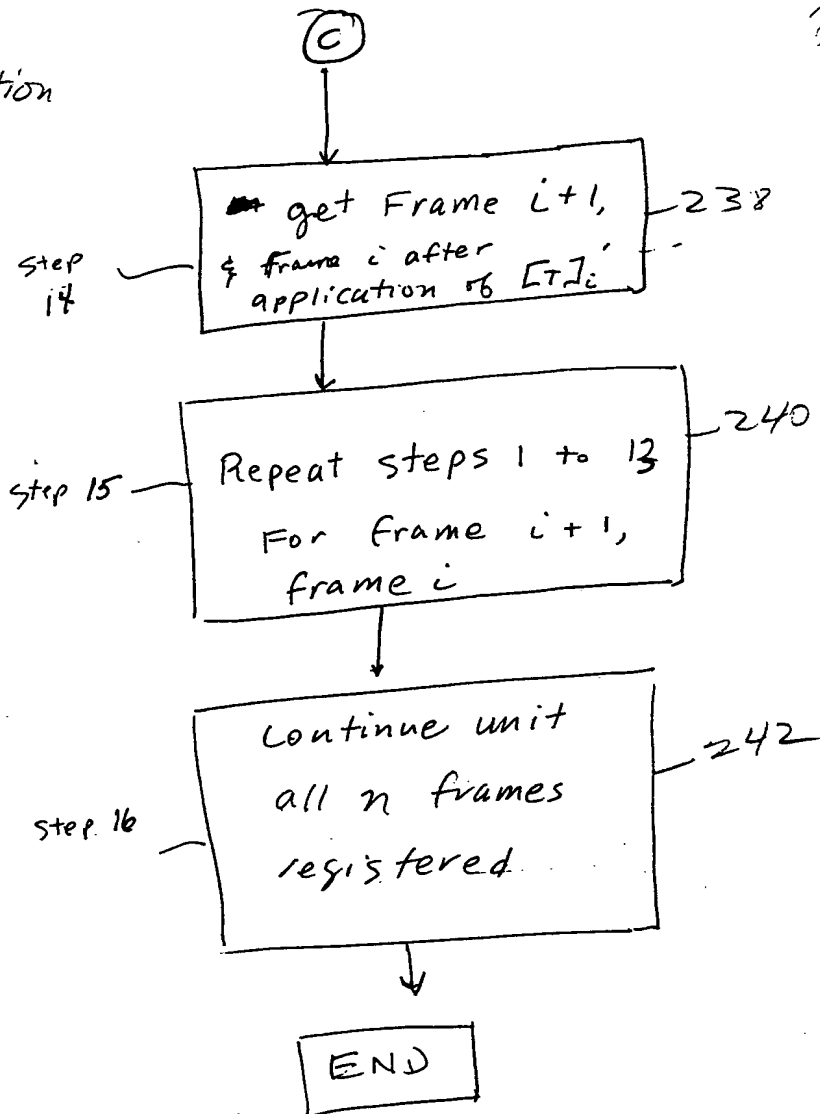 C
tion
get Frame i+1,
& frame i after
application of [T]i'
238
step
14
Repeat steps 1 to 13
For frame i+1,
frame i
240
step 15
Continue unit
all n frames
registered
242
step. 16
END